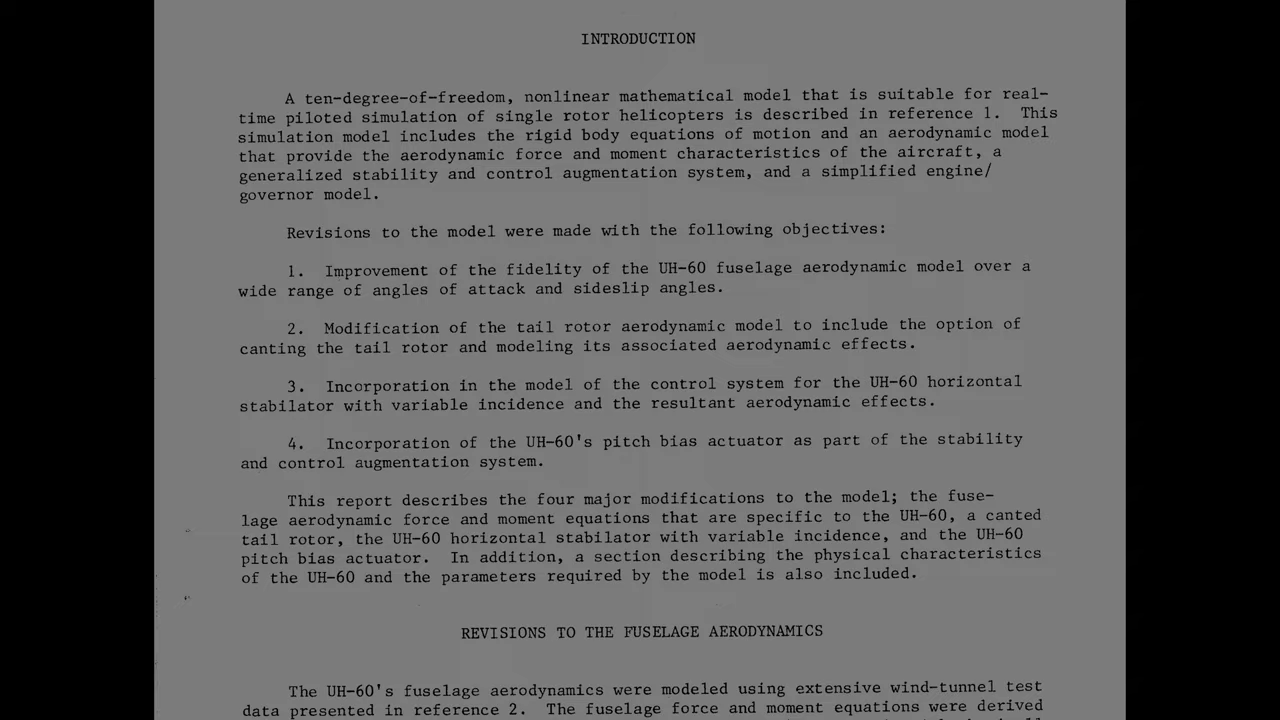 INTRODUCTION
A ten-degree-of-freedom, nonlinear mathematical model that is suitable for real-
time piloted simulation of single rotor helicopters is described in reference 1. This
simulation model includes the rigid body equations of motion and an aerodynamic model
that provide the aerodynamic force and moment characteristics of the aircraft, a
generalized stability and control augmentation system, and a simplified engine/
governor model.
Revisions to the model were made with the following objectives:
1. Improvement of the fidelity of the UH-60 fuselage aerodynamic model over a
wide range of angles of attack and sideslip angles.
2. Modification of the tail rotor aerodynamic model to include the option of
canting the tail rotor and modeling its associated aerodynamic effects.
3. Incorporation in the model of the control system for the UH-60 horizontal
stabilator with variable incidence and the resultant aerodynamic effects.
4. Incorporation of the UH-60's pitch bias actuator as part of the stability
and control augmentation system.
This report describes the four major modifications to the model; the fuse-
lage aerodynamic force and moment equations that are specific to the UH-60, a canted
tail rotor, the UH-60 horizontal stabilator with variable incidence, and the UH-60
pitch bias actuator. In addition, a section describing the physical characteristics
of the UH-60 and the parameters required by the model is also included.
REVISIONS TO THE FUSELAGE AERODYNAMICS
The UH-60's fuselage aerodynamics were modeled using extensive wind-tunnel test
data presented in reference 2. The fuselage force and moment equations were derived